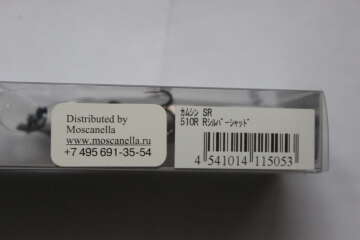 Distributed by
Moscanella
www.moscanella.ru
+7 495 691-35-54
ｶﾑｼﾝ SR
510R Rｼﾙﾊﾞｰｼｬｯﾄﾞ
4 541014 115053